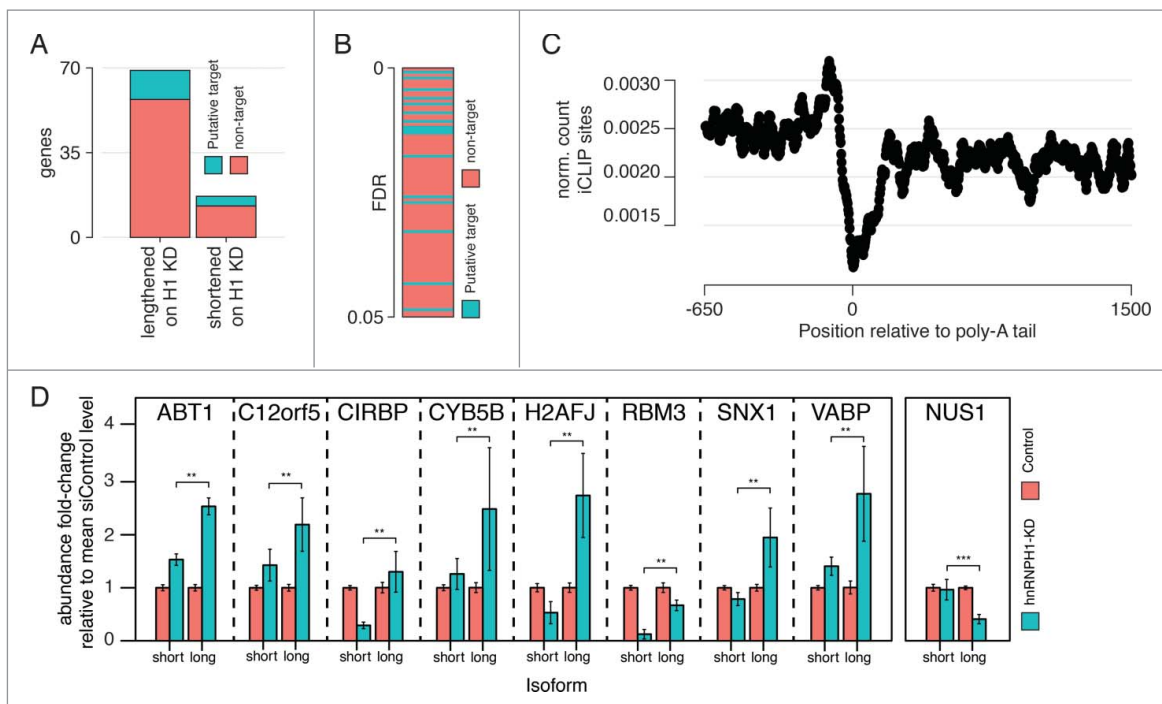 A
70
35
0
genes
Putative target
non-target
lengthened
on H1 KD
shortened
on H1 KD
B
0
FDR
0.05
non-target
Putative target
C
0.0030
0.0025
0.0020
0.0015
norm. count
iCLIP sites
-650
0
1500
Position relative to poly-A tail
D
ABT1 C12orf5 CIRBP CYB5B H2AFJ RBM3 SNX1 VABP NUS1
4
3
2
1
0
abundance fold-change
relative to mean siControl level
** ** ** ** ** ** ** ** ***
short long short long short long short long short long short long short long short long short long
Isoform
Control
hnRNPH1-KD